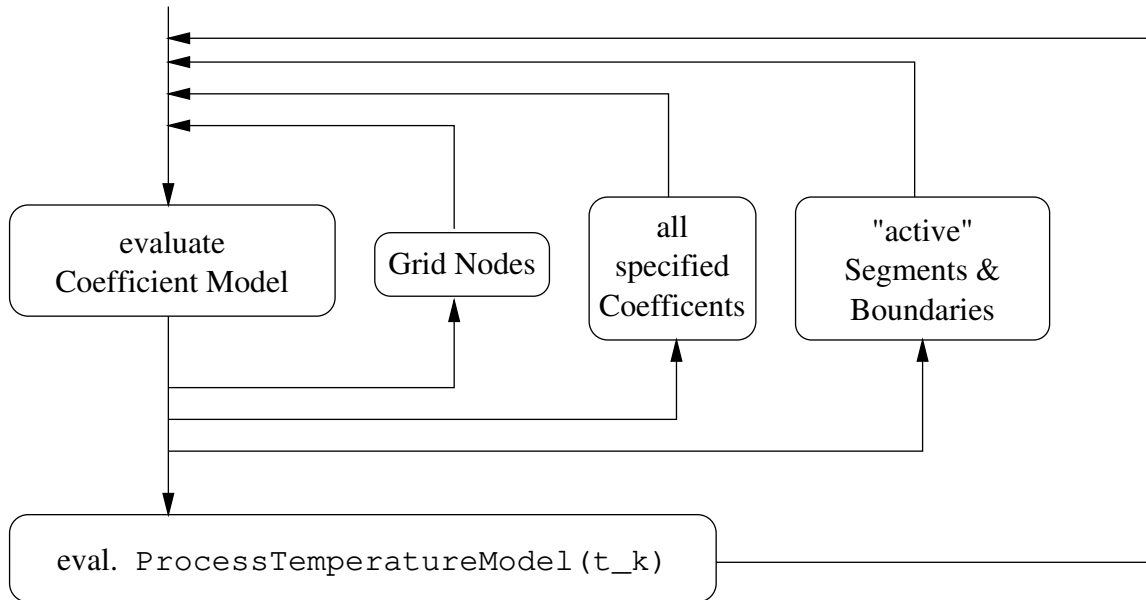 evaluate
Coefficient Model
Grid Nodes
all
specified
Coefficents
"active"
Segments &
Boundaries
eval. ProcessTemperatureModel(t_k)